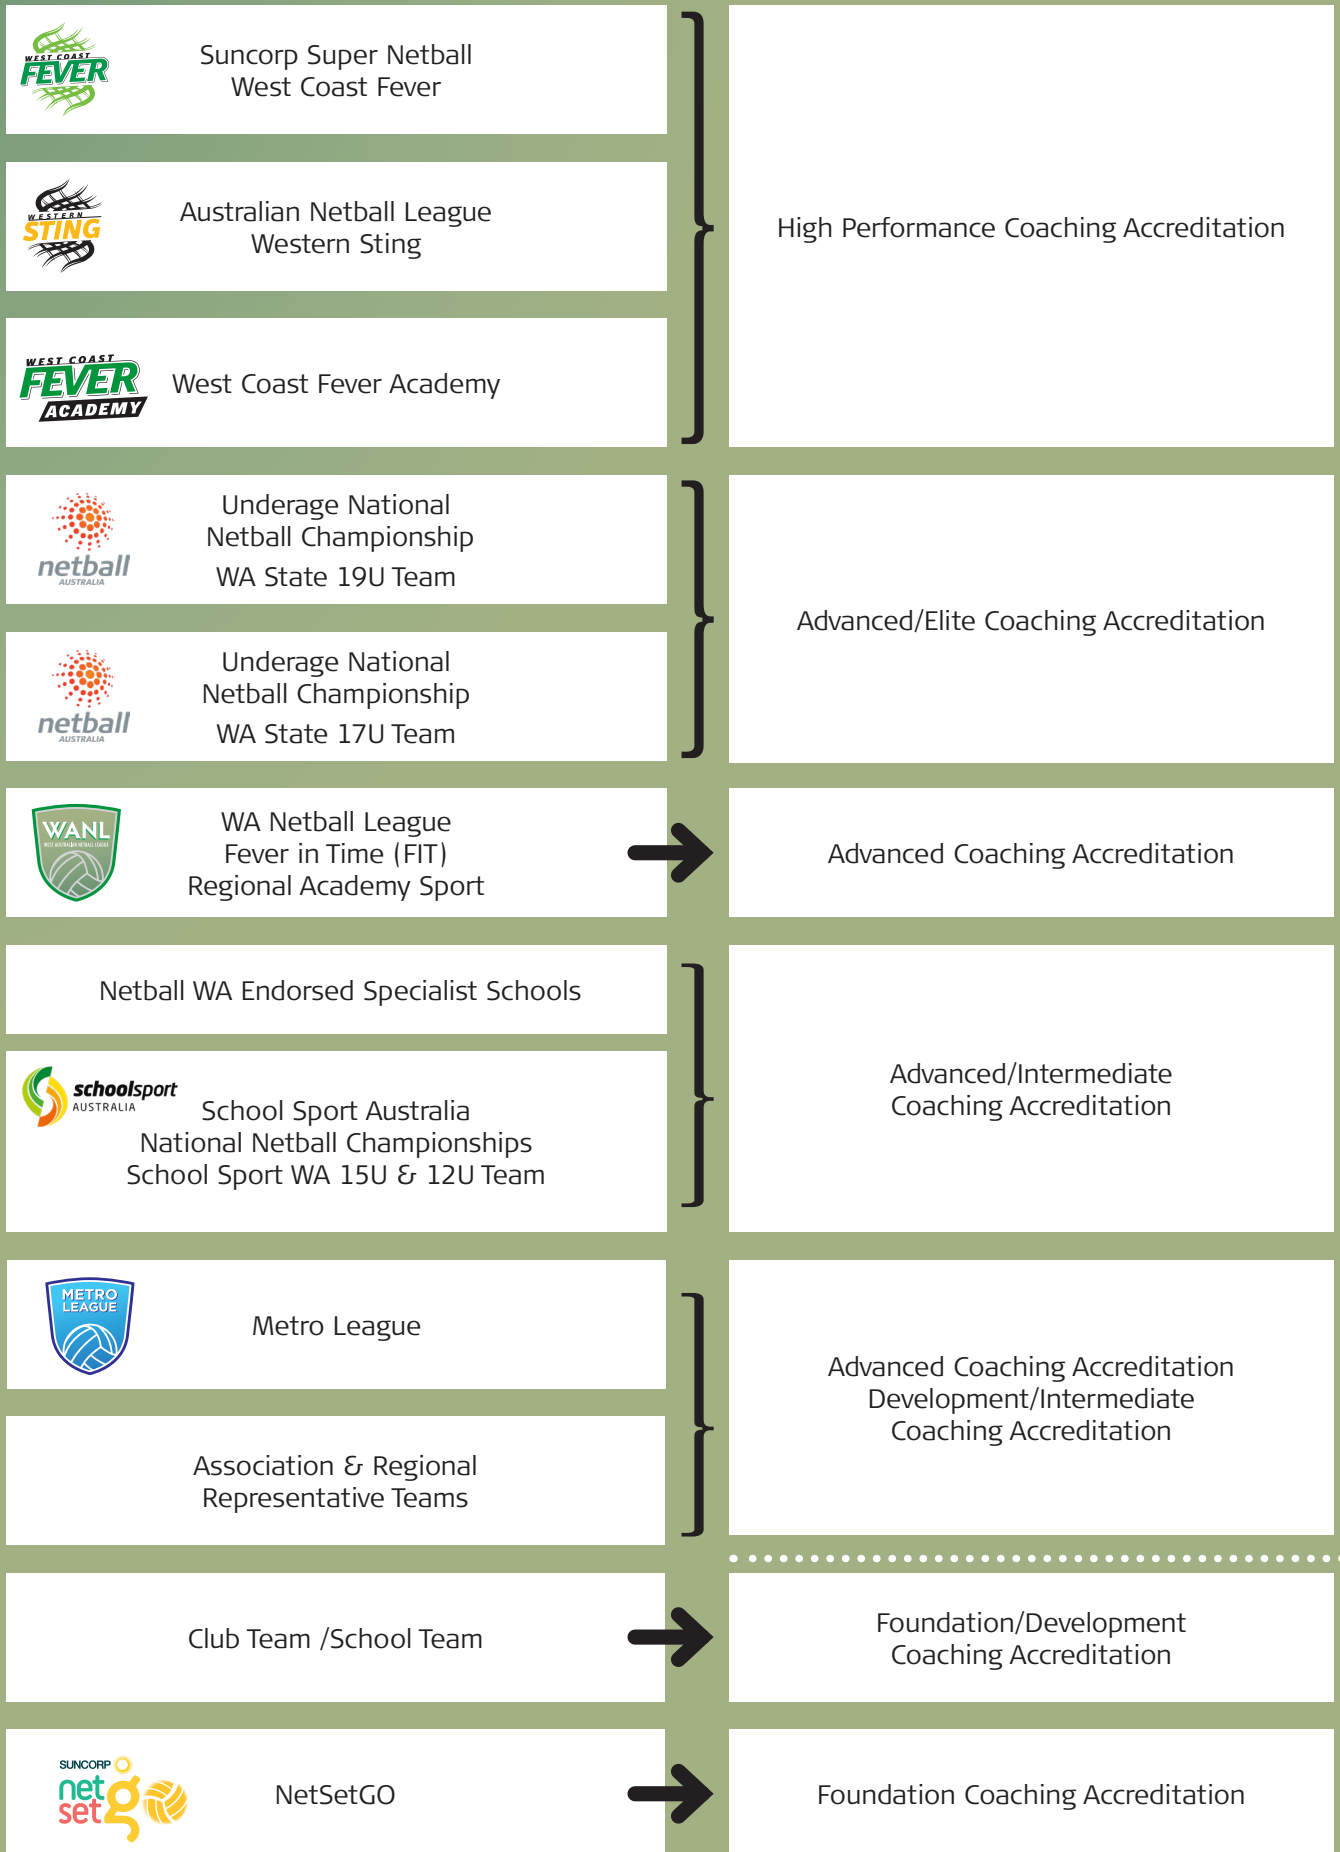 WEST COAST
FEVER
Suncorp Super Netball
West Coast Fever
WESTERN
STING
Australian Netball League
Western Sting
WEST COAST
FEVER
ACADEMY
West Coast Fever Academy
High Performance Coaching Accreditation
netball
AUSTRALIA
Underage National
Netball Championship
WA State 19U Team
netball
AUSTRALIA
Underage National
Netball Championship
WA State 17U Team
Advanced/Elite Coaching Accreditation
WANL
WEST AUSTRALIAN NETBALL LEAGUE
WA Netball League
Fever in Time (FIT)
Regional Academy Sport
Advanced Coaching Accreditation
Netball WA Endorsed Specialist Schools
schoolsport
AUSTRALIA
School Sport Australia
National Netball Championships
School Sport WA 15U & 12U Team
Advanced/Intermediate
Coaching Accreditation
METRO
LEAGUE
Metro League
Association & Regional
Representative Teams
Advanced Coaching Accreditation
Development/Intermediate
Coaching Accreditation
Club Team /School Team
Foundation/Development
Coaching Accreditation
SUNCORP
net
set go
NetSetGO
Foundation Coaching Accreditation